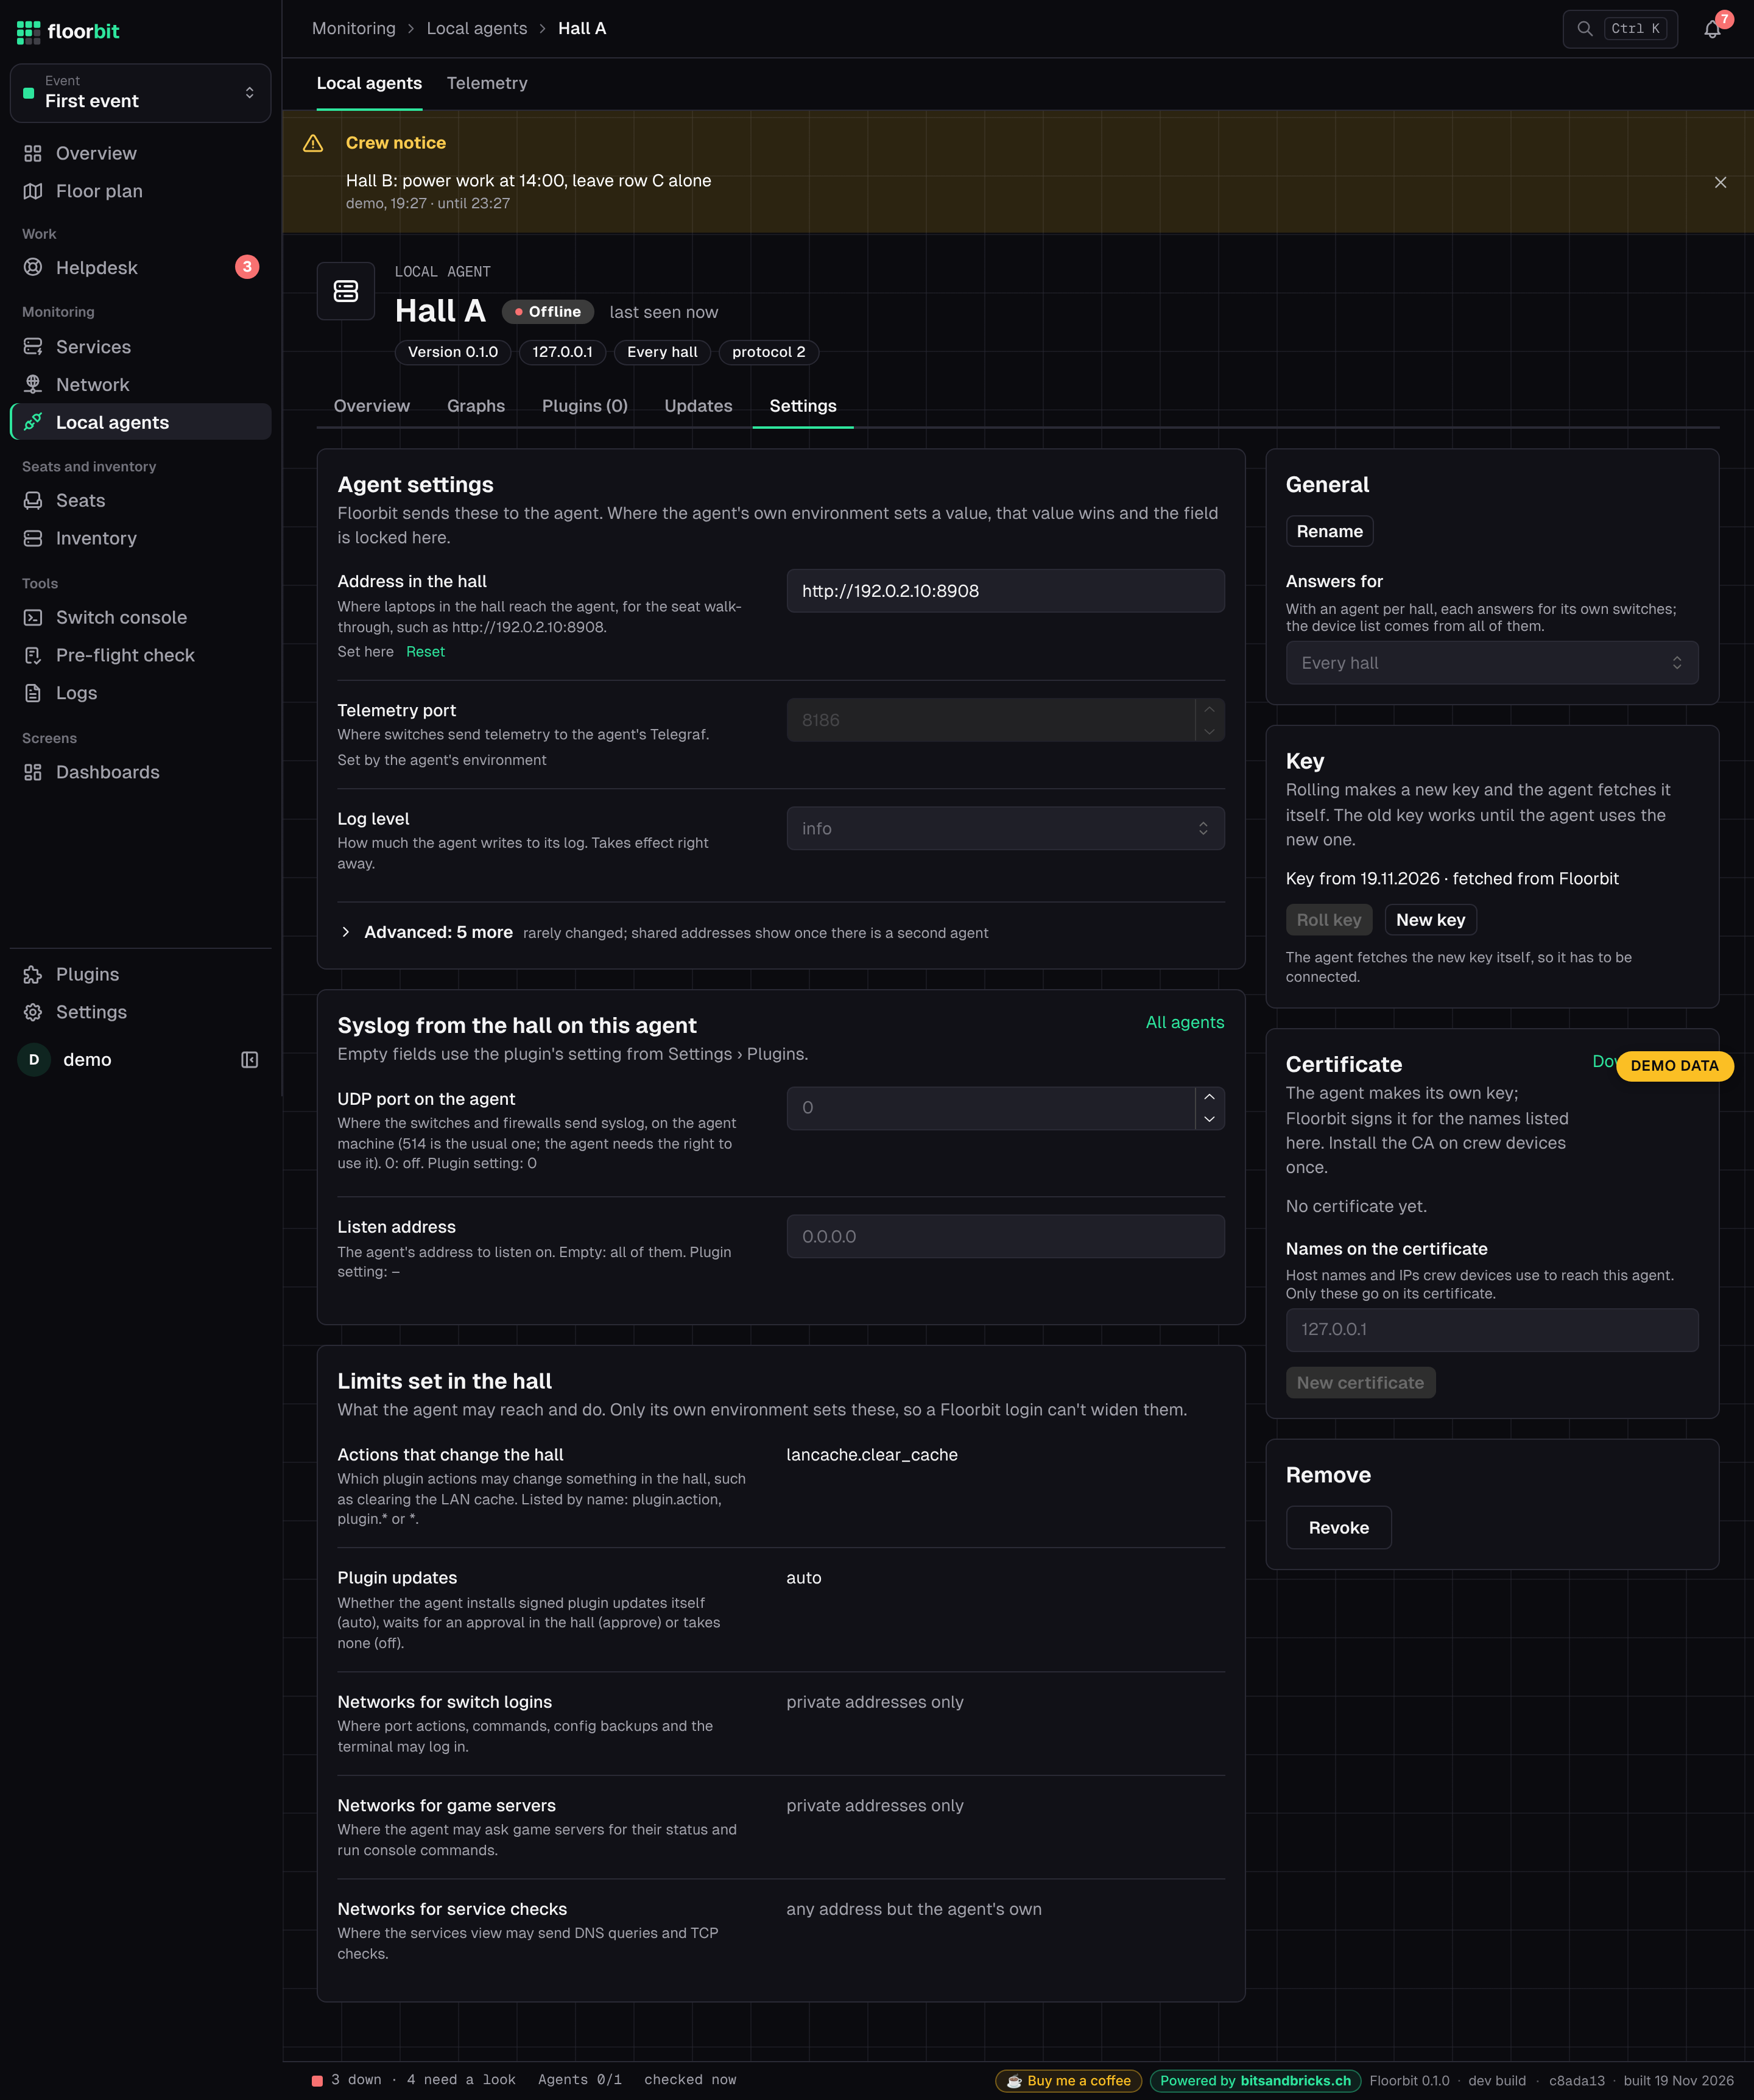 floorbit
Event
First event
Overview
Floor plan
Work
Helpdesk
3
Monitoring
Services
Network
Local agents
Seats and inventory
Seats
Inventory
Tools
Switch console
Pre-flight check
Logs
Screens
Dashboards
Plugins
Settings
D
demo
Monitoring > Local agents > Hall A
Ctrl K
7
Local agents
Telemetry
Crew notice
Hall B: power work at 14:00, leave row C alone
demo, 19:27 · until 23:27
LOCAL AGENT
Hall A
Offline
last seen now
Version 0.1.0
127.0.0.1
Every hall
protocol 2
Overview
Graphs
Plugins (0)
Updates
Settings
Agent settings
Floorbit sends these to the agent. Where the agent's own environment sets a value, that value wins and the field
is locked here.
Address in the hall
Where laptops in the hall reach the agent, for the seat walk-
through, such as http://192.0.2.10:8908.
Set here Reset
http://192.0.2.10:8908
Telemetry port
Where switches send telemetry to the agent's Telegraf.
Set by the agent's environment
8186
Log level
How much the agent writes to its log. Takes effect right
away.
info
Advanced: 5 more rarely changed; shared addresses show once there is a second agent
Syslog from the hall on this agent
All agents
Empty fields use the plugin's setting from Settings › Plugins.
UDP port on the agent
Where the switches and firewalls send syslog, on the agent
machine (514 is the usual one; the agent needs the right to
use it). 0: off. Plugin setting: 0
0
Listen address
The agent's address to listen on. Empty: all of them. Plugin
setting: –
0.0.0.0
Limits set in the hall
What the agent may reach and do. Only its own environment sets these, so a Floorbit login can't widen them.
Actions that change the hall
Which plugin actions may change something in the hall, such
as clearing the LAN cache. Listed by name: plugin.action,
plugin.* or *.
lancache.clear_cache
Plugin updates
Whether the agent installs signed plugin updates itself
(auto), waits for an approval in the hall (approve) or takes
none (off).
auto
Networks for switch logins
Where port actions, commands, config backups and the
terminal may log in.
private addresses only
Networks for game servers
Where the agent may ask game servers for their status and
run console commands.
private addresses only
Networks for service checks
Where the services view may send DNS queries and TCP
checks.
any address but the agent's own
General
Rename
Answers for
With an agent per hall, each answers for its own switches;
the device list comes from all of them.
Every hall
Key
Rolling makes a new key and the agent fetches it
itself. The old key works until the agent uses the
new one.
Key from 19.11.2026 · fetched from Floorbit
Roll key
New key
The agent fetches the new key itself, so it has to be
connected.
Certificate
DEMO DATA
The agent makes its own key;
Floorbit signs it for the names listed
here. Install the CA on crew devices
once.
No certificate yet.
Names on the certificate
Host names and IPs crew devices use to reach this agent.
Only these go on its certificate.
127.0.0.1
New certificate
Remove
Revoke
3 down · 4 need a look
Agents 0/1
checked now
Buy me a coffee
Powered by bitsandbricks.ch
Floorbit 0.1.0 · dev build · c8ada13 · built 19 Nov 2026